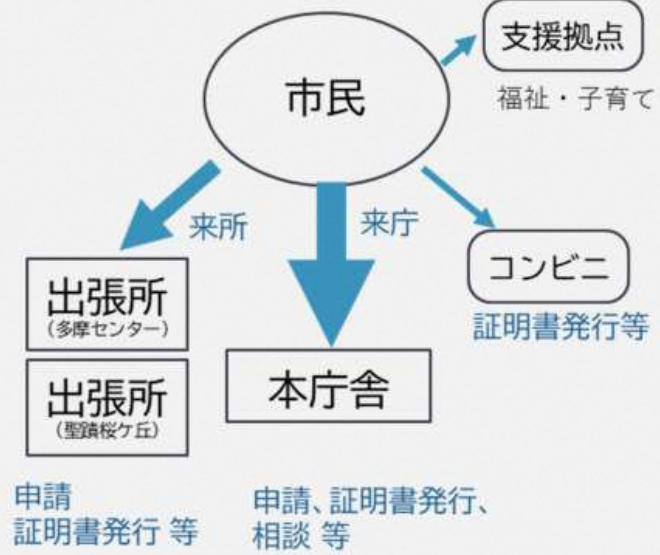 市民
支援拠点
福祉・子育て
来所
来庁
コンビニ
証明書発行等
出張所
(多摩センター)
出張所
(聖蹟桜ケ丘)
本庁舎
申請
証明書発行 等
申請、証明書発行、
相談 等